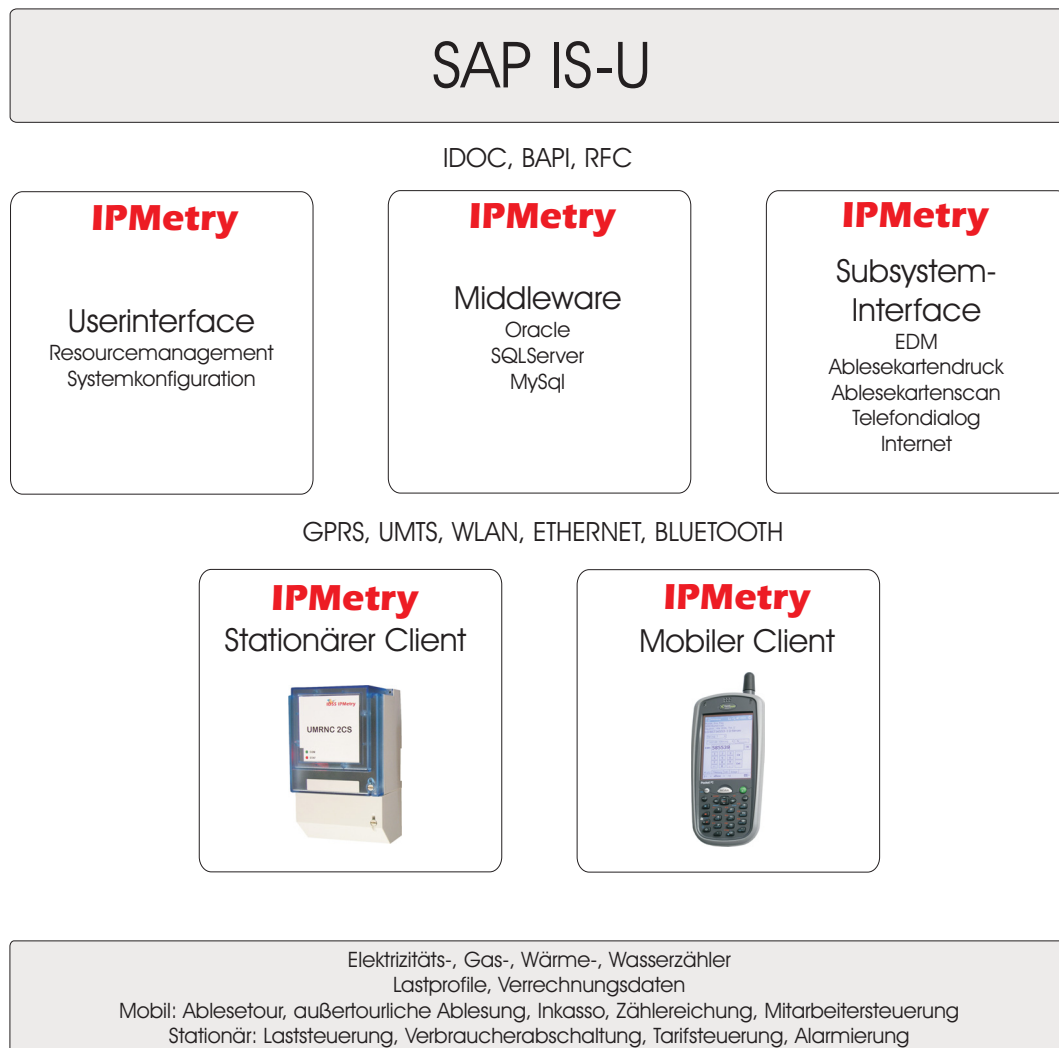 SAP IS-U
IDOC, BAPI, RFC
IPMetry
Userinterface
Resourcemanagement
Systemkonfiguration
IPMetry
Middleware
Oracle
SQLServer
MySql
IPMetry
Subsystem-
Interface
EDM
Ablesekartendruck
Ablesekartenscan
Telefondialog
Internet
GPRS, UMTS, WLAN, ETHERNET, BLUETOOTH
IPMetry
Stationärer Client
IPMetry
UMRNC 2CS
IPMetry
Mobiler Client
Elektrizitäts-, Gas-, Wärme-, Wasserzähler
Lastprofile, Verrechnungsdaten
Mobil: Ablesetour, außertourliche Ablesung, Inkasso, Zählereichung, Mitarbeitersteuerung
Stationär: Laststeuerung, Verbraucherabschaltung, Tarifsteuerung, Alarmierung